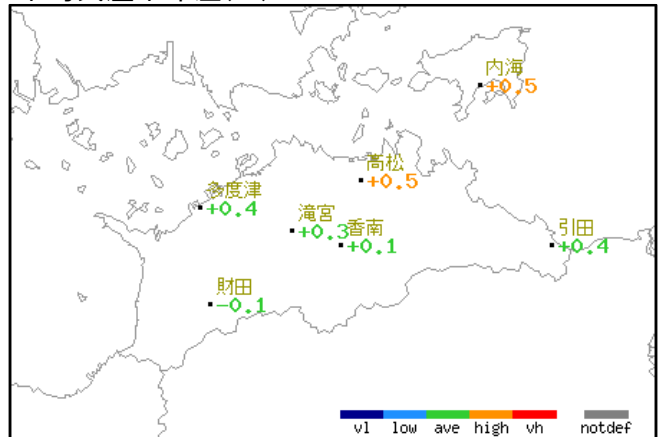 内海
+0.5
高松
+0.5
多度津
+0.4
滝宮
+0.3
香南
+0.1
引田
+0.4
財田
-0.1
vl low ave high vh notdef